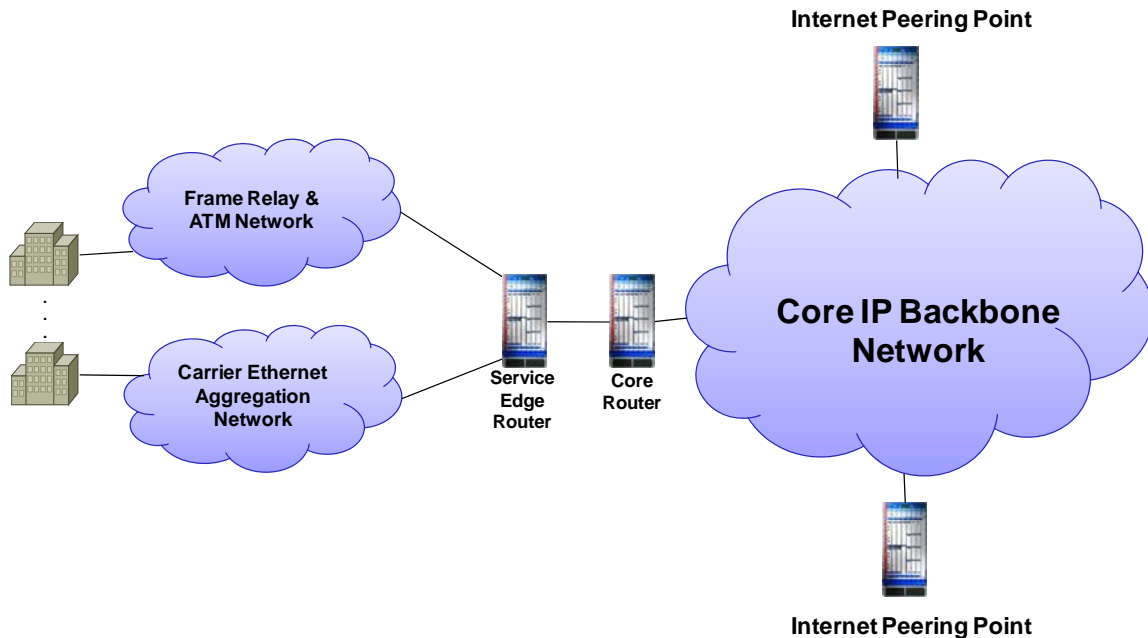 Internet Peering Point
Frame Relay &
ATM Network
Core IP Backbone
Network
Carrier Ethernet
Aggregation
Network
Service
Edge
Router
Core
Router
Internet Peering Point